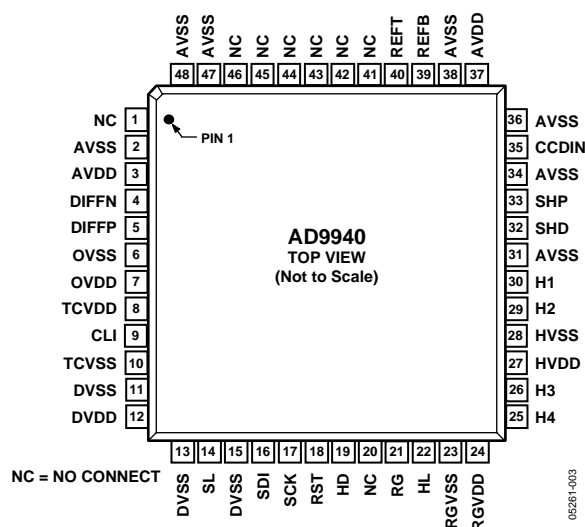 AVSS AVSS NC NC NC NC NC NC REFT REFB AVSS AVDD
48 47 46 45 44 43 42 41 40 39 38 37
NC 1
AVSS 2
AVDD 3
DIFFN 4
DIFFP 5
OVSS 6
OVDD 7
TCVDD 8
CLI 9
TCVSS 10
DVSS 11
DVDD 12
PIN 1
AD9940
TOP VIEW
(Not to Scale)
36 AVSS
35 CCDIN
34 AVSS
33 SHP
32 SHD
31 AVSS
30 H1
29 H2
28 HVSS
27 HVDD
26 H3
25 H4
13 14 15 16 17 18 19 20 21 22 23 24
DVSS SL DVSS SDI SCK RST HD NC RG HL RGVSS RGVDD
NC = NO CONNECT
05261-003